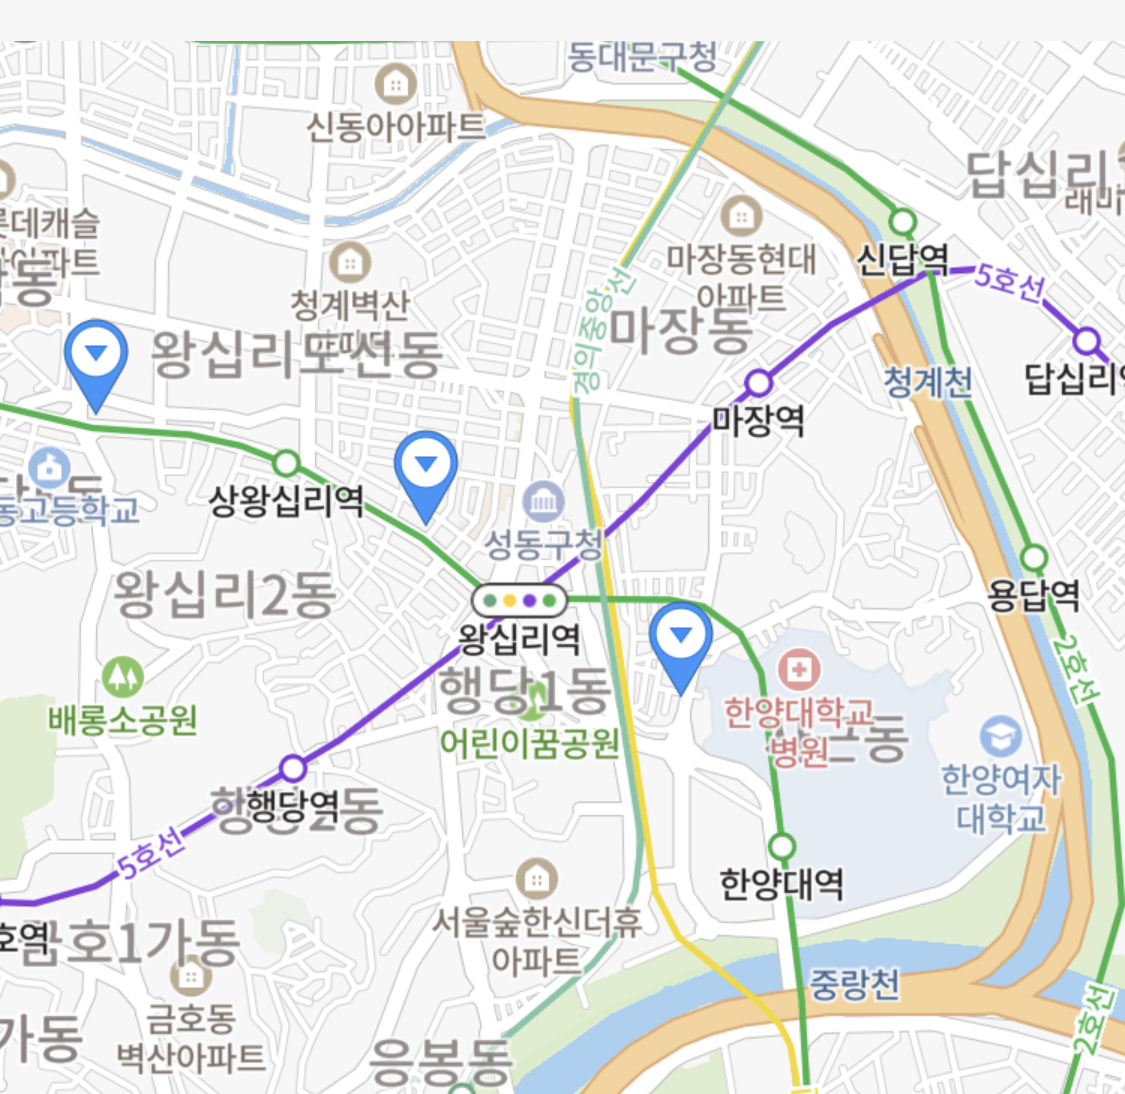 동대문구청
신동아아파트
답십리
롯데캐슬
아파트
마장동현대
아파트
신답역
5호선
청계벽산
아파트
경의중앙선
마장동
왕십리도선동
청계천
답십리역
마장역
상왕십리역
동고등학교
성동구청
왕십리2동
용답역
왕십리역
2호선
행당1동
배롱소공원
어린이꿈공원
한양대학교
병원
한양여자
대학교
행당2동
행당역
5호선
한양대역
서울숲한신더휴
아파트
호역
금호1가동
중랑천
금호동
벽산아파트
가동
응봉동
2호선